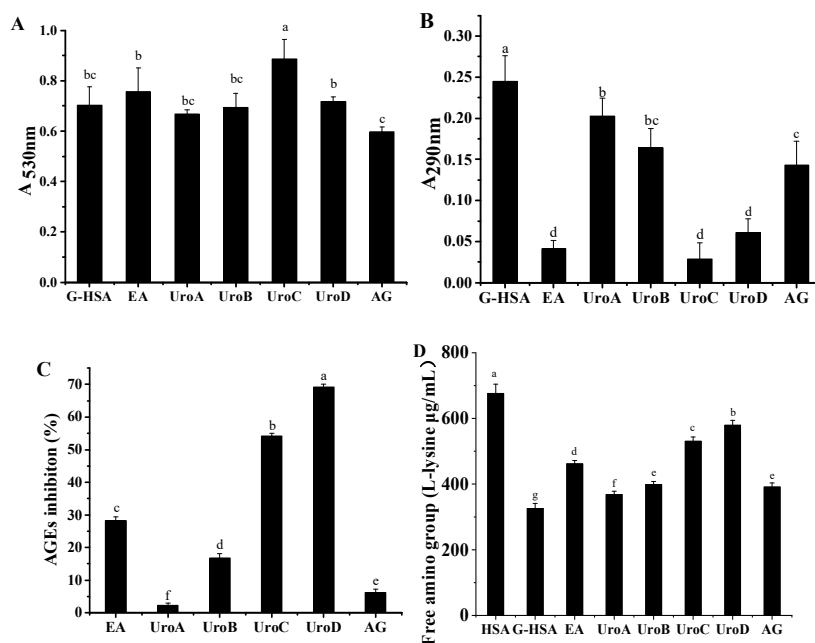 A
A 530nm
1.0
0.8
0.6
0.4
0.2
0.0
bc
b
bc
bc
a
b
c
G-HSA EA UroA UroB UroC UroD AG
B
A290nm
0.30
0.25
0.20
0.15
0.10
0.05
0.00
a
d
b
bc
d
d
c
G-HSA EA UroA UroB UroC UroD AG
C
AGEs inhibiton (%)
70
60
50
40
30
20
10
0
c
f
d
b
a
e
EA UroA UroB UroC UroD AG
D
Free amino group (L-lysine µg/mL）
800
600
400
200
0
a
g
d
f
e
c
b
e
HSA G-HSA EA UroA UroB UroC UroD AG